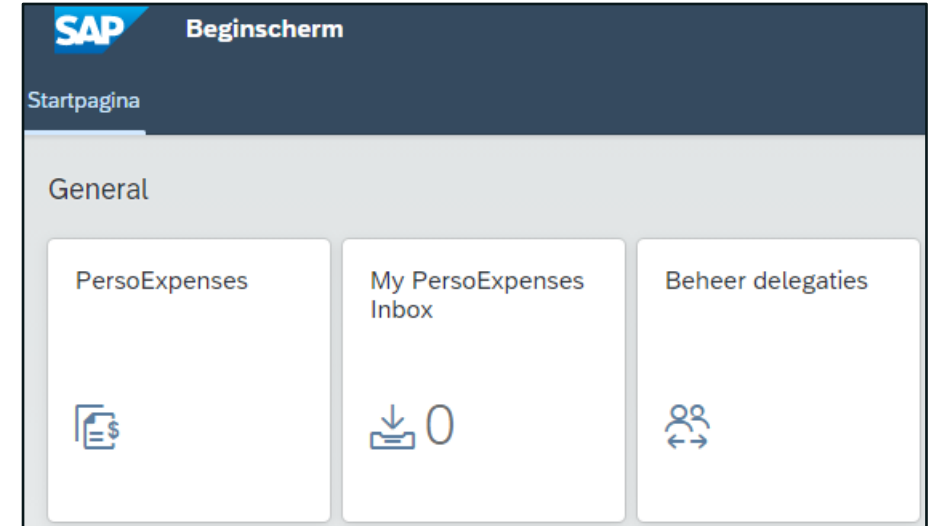 SAP Beginscherm
Startpagina
General
PersoExpenses
My PersoExpenses
Inbox
Beheer delegaties
$
0